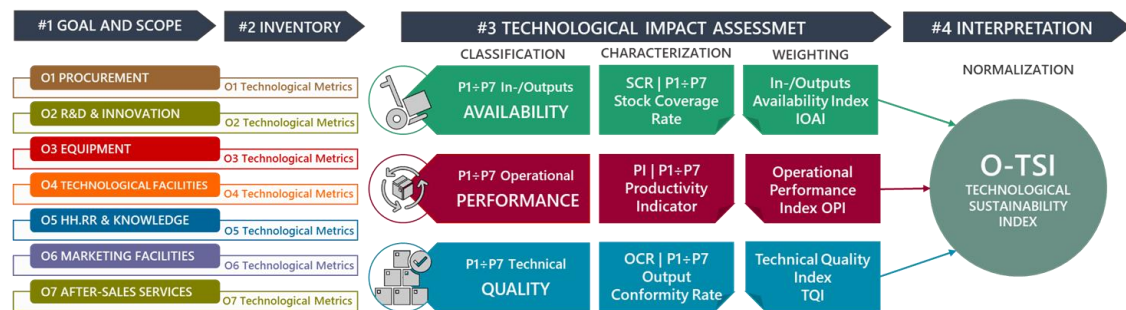 #1 GOAL AND SCOPE
#2 INVENTORY
#3 TECHNOLOGICAL IMPACT ASSESSMET
#4 INTERPRETATION
CLASSIFICATION
CHARACTERIZATION
WEIGHTING
NORMALIZATION
O1 PROCUREMENT
O1 Technological Metrics
O2 R&D & INNOVATION
O2 Technological Metrics
O3 EQUIPMENT
O3 Technological Metrics
O4 TECHNOLOGICAL FACILITIES
O4 Technological Metrics
O5 HH.RR & KNOWLEDGE
O5 Technological Metrics
O6 MARKETING FACILITIES
O6 Technological Metrics
O7 AFTER-SALES SERVICES
O7 Technological Metrics
P1÷P7 In-/Outputs
AVAILABILITY
SCR | P1÷P7
Stock Coverage
Rate
In-/Outputs
Availability Index
IOAI
P1÷P7 Operational
PERFORMANCE
PI | P1÷P7
Productivity
Indicator
Operational
Performance
Index OPI
P1÷P7 Technical
QUALITY
OCR | P1÷P7
Output
Conformity Rate
Technical Quality
Index
TQI
O-TSI
TECHNOLOGICAL
SUSTAINABILITY
INDEX